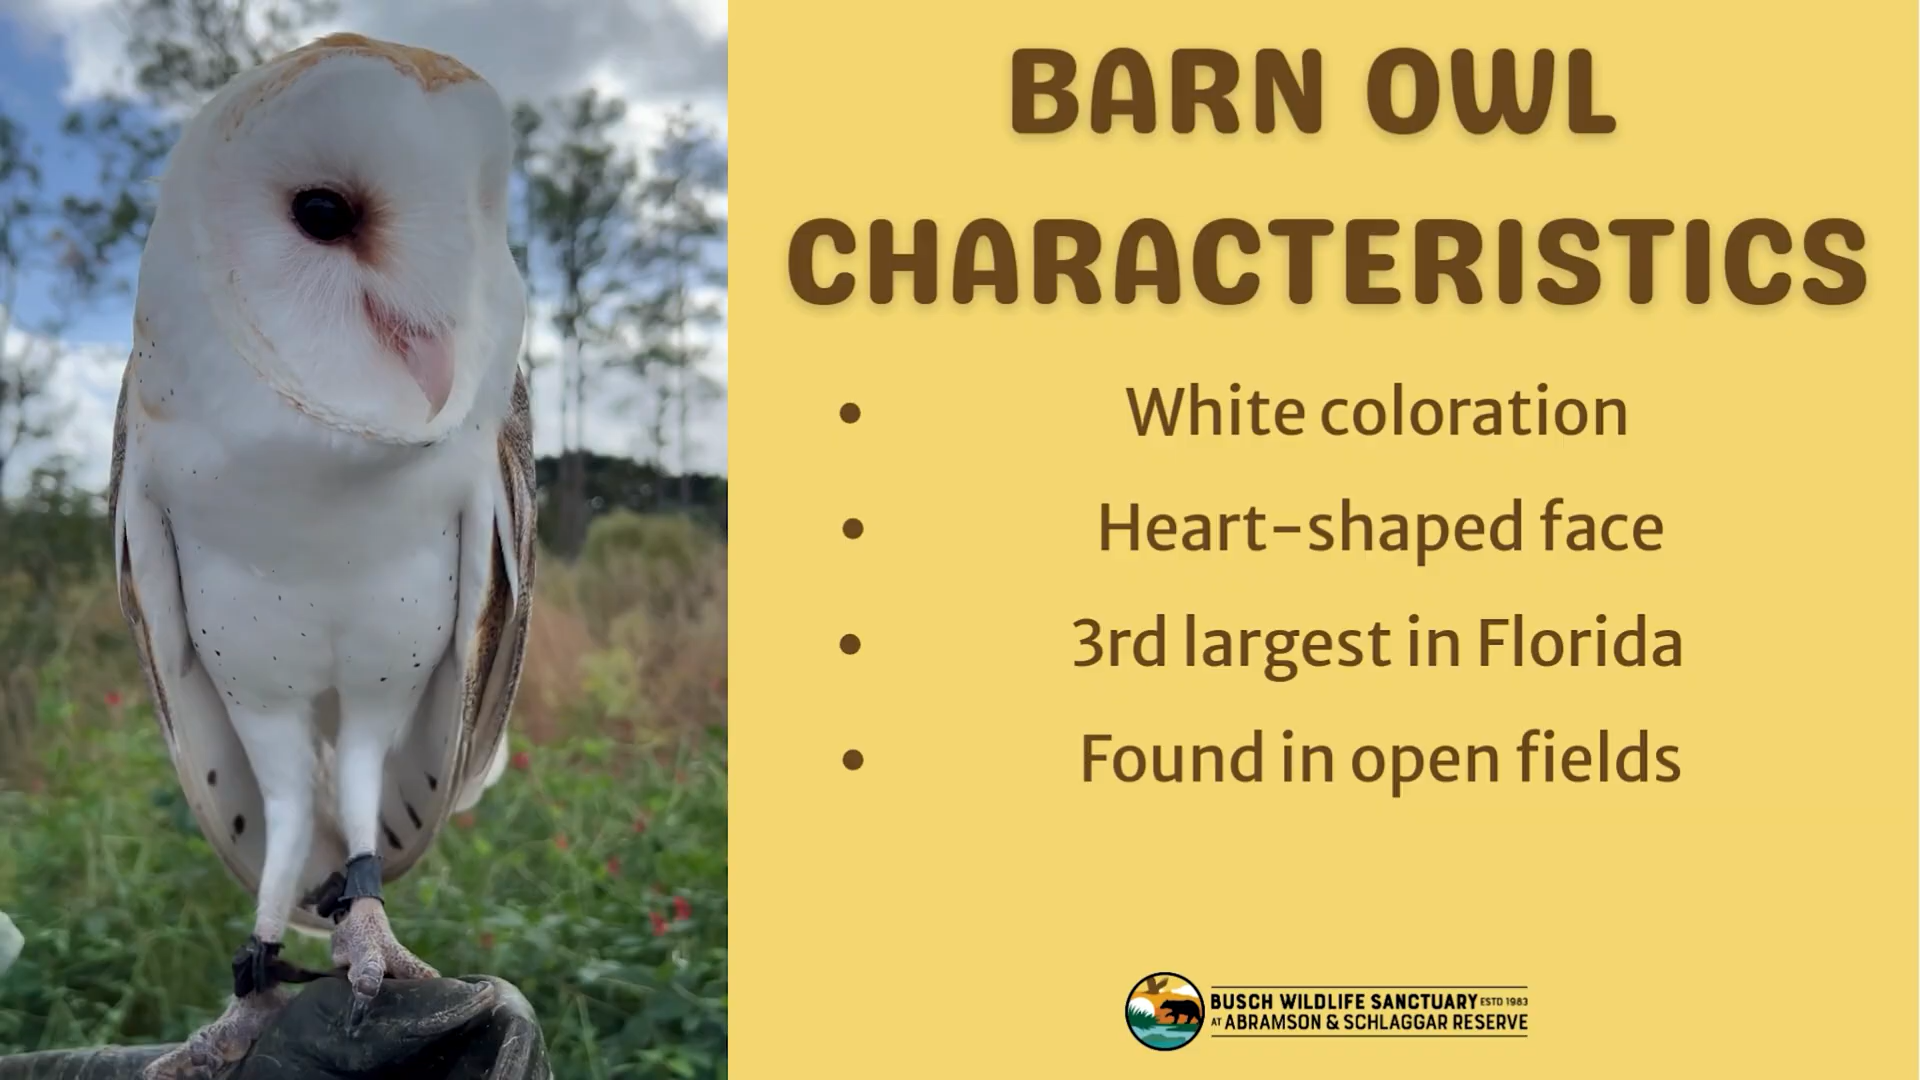 BARN OWL
CHARACTERISTICS
• White coloration
• Heart-shaped face
• 3rd largest in Florida
• Found in open fields
BUSCH WILDLIFE SANCTUARY ESTD 1983
AT ABRAMSON & SCHLAGGAR RESERVE